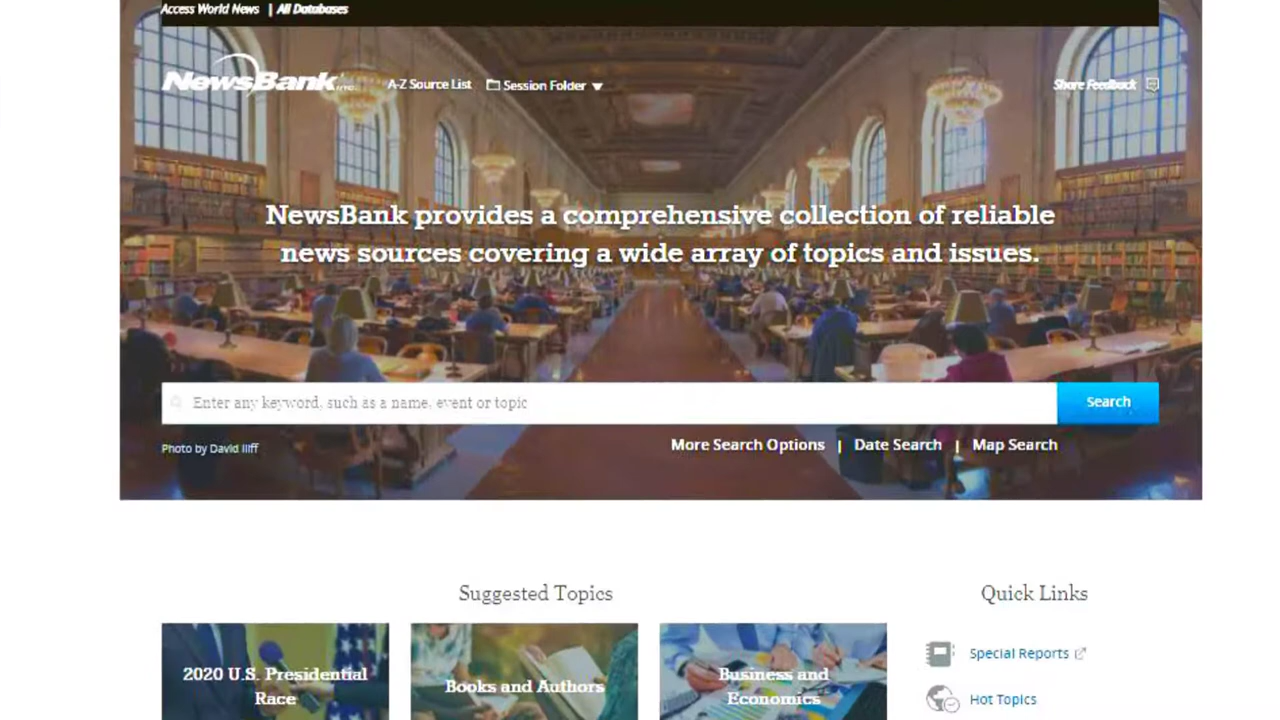 Access World News | All Databases
NewsBank
A-Z Source List
Session Folder
Share Feedback
NewsBank provides a comprehensive collection of reliable
news sources covering a wide array of topics and issues.
Enter any keyword, such as a name, event or topic
Search
Photo by David Iliff
More Search Options | Date Search | Map Search
Suggested Topics
Quick Links
2020 U.S. Presidential
Race
Books and Authors
Business and
Economics
Special Reports
Hot Topics